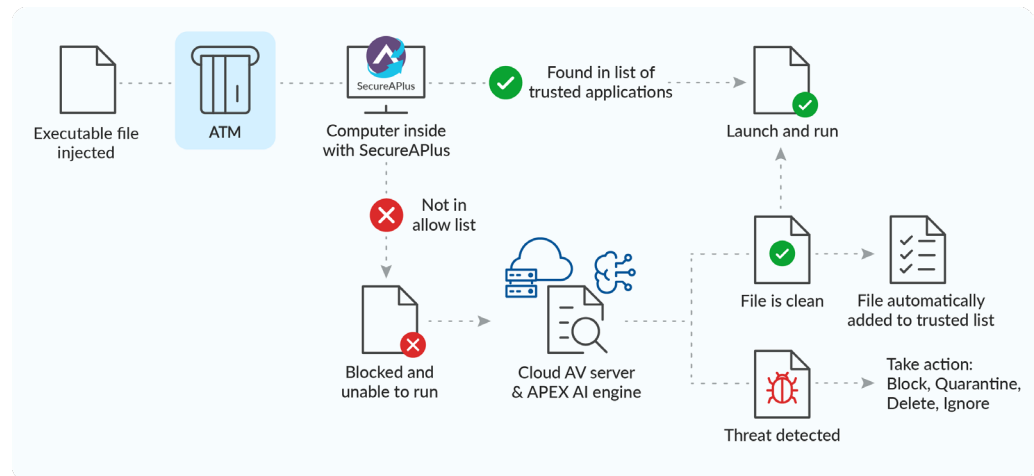 Executable file
injected
ATM
SecureAPlus
Computer inside
with SecureAPlus
Found in list of
trusted applications
Launch and run
Not in
allow list
Blocked and
unable to run
Cloud AV server
& APEX AI engine
File is clean
File automatically
added to trusted list
Threat detected
Take action:
Block, Quarantine,
Delete, Ignore